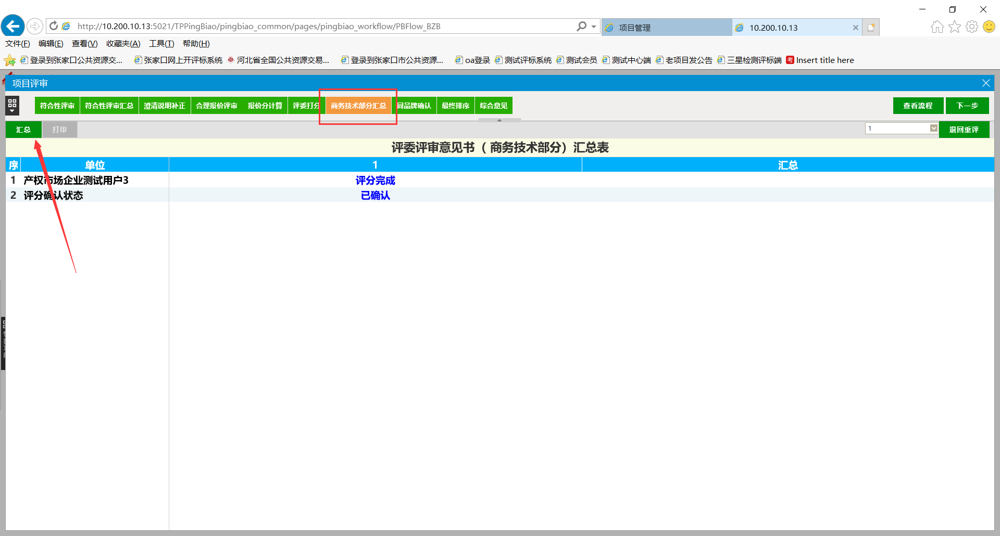 http://10.200.10.13:5021/TPPingBiao/pingbiao_common/pages/pingbiao_workflow/PBFlow_BZB
项目管理
10.200.10.13
文件(F) 编辑(E) 查看(V) 收藏夹(A) 工具(T) 帮助(H)
登录到张家口公共资源交... 张家口网上开评标系统 河北省全国公共资源交易... 登录到张家口市公共资源... oa登录 测试评标系统 测试会员 测试中心端 老项目发公告 三星检测评标端 考 Insert title here
项目评审
符合性评审 符合性评审汇总 澄清说明补正 合理报价评审 报价分计算 评委打分 商务技术部分汇总 同品牌确认 最终排序 综合意见 查看流程 下一步
汇总 打印 1 退回重评
评委评审意见书（ 商务技术部分）汇总表
序 单位 1 汇总
1 产权市场企业测试用户3 评分完成
2 评分确认状态 已确认